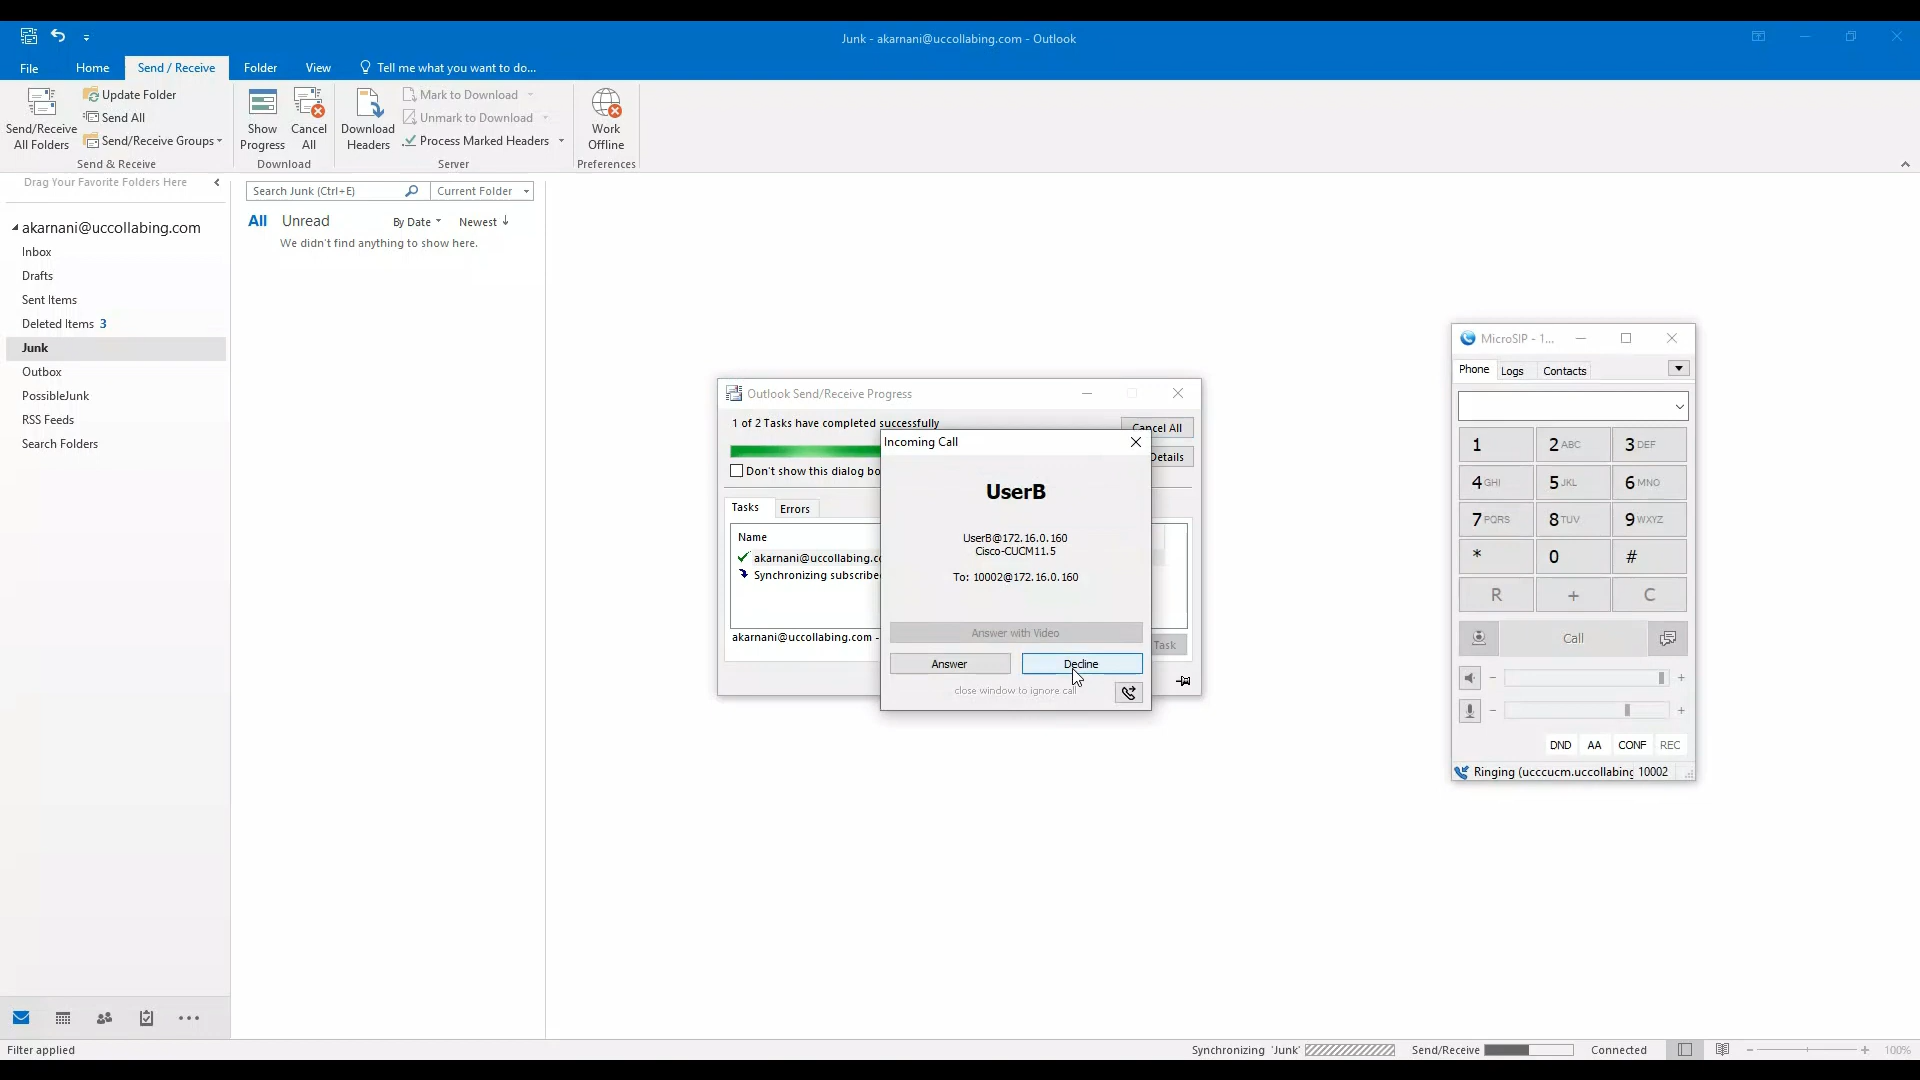 Junk - akarnani@uccollabing.com - Outlook
File Home Send / Receive Folder View Tell me what you want to do...
Send/Receive All Folders
Update Folder
Send All
Send/Receive Groups
Send & Receive
Show Progress
Cancel All
Download
Download Headers
Mark to Download
Unmark to Download
Process Marked Headers
Server
Work Offline
Preferences
Drag Your Favorite Folders Here
akarnani@uccollabing.com
Inbox
Drafts
Sent Items
Deleted Items 3
Junk
Outbox
PossibleJunk
RSS Feeds
Search Folders
Search Junk (Ctrl+E) Current Folder
All Unread By Date Newest
We didn't find anything to show here.
Outlook Send/Receive Progress
1 of 2 Tasks have completed successfully
Cancel All
Details
Don't show this dialog bo
Tasks Errors
Name
akarnani@uccollabing.co
Synchronizing subscribe
akarnani@uccollabing.com -
Task
Incoming Call
UserB
UserB@172.16.0.160
Cisco-CUCM11.5
To: 10002@172.16.0.160
Answer with Video
Answer Decline
close window to ignore call
MicroSIP - 1...
Phone Logs Contacts
1 2 ABC 3 DEF
4 GHI 5 JKL 6 MNO
7 PQRS 8 TUV 9 WXYZ
* 0 #
R + C
Call
- +
- +
DND AA CONF REC
Ringing (ucccucm.uccollabing 10002
Filter applied
Synchronizing 'Junk' Send/Receive Connected - + 100%